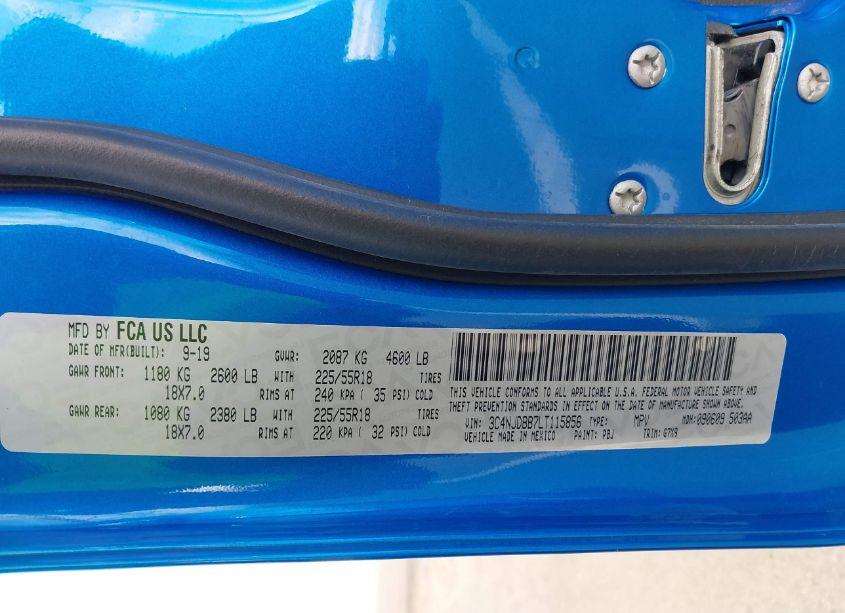 MFD BY FCA US LLC
DATE OF MFR(BUILT): 9-19 GVWR: 2087 KG 4600 LB
GAWR FRONT: 1180 KG 2600 LB WITH 225/55R18 TIRES
18X7.0 RIMS AT 240 KPA ( 35 PSI) COLD
GAWR REAR: 1080 KG 2380 LB WITH 225/55R18 TIRES
18X7.0 RIMS AT 220 KPA ( 32 PSI) COLD
THIS VEHICLE CONFORMS TO ALL APPLICABLE U.S.A. FEDERAL MOTOR VEHICLE SAFETY AND
THEFT PREVENTION STANDARDS IN EFFECT ON THE DATE OF MANUFACTURE SHOWN ABOVE.
VIN: 3C4NJDBB7LT115856 TYPE: MPV MDH: 090609 503AA
VEHICLE MADE IN MEXICO PAINT: PBJ TRIM: G7X9